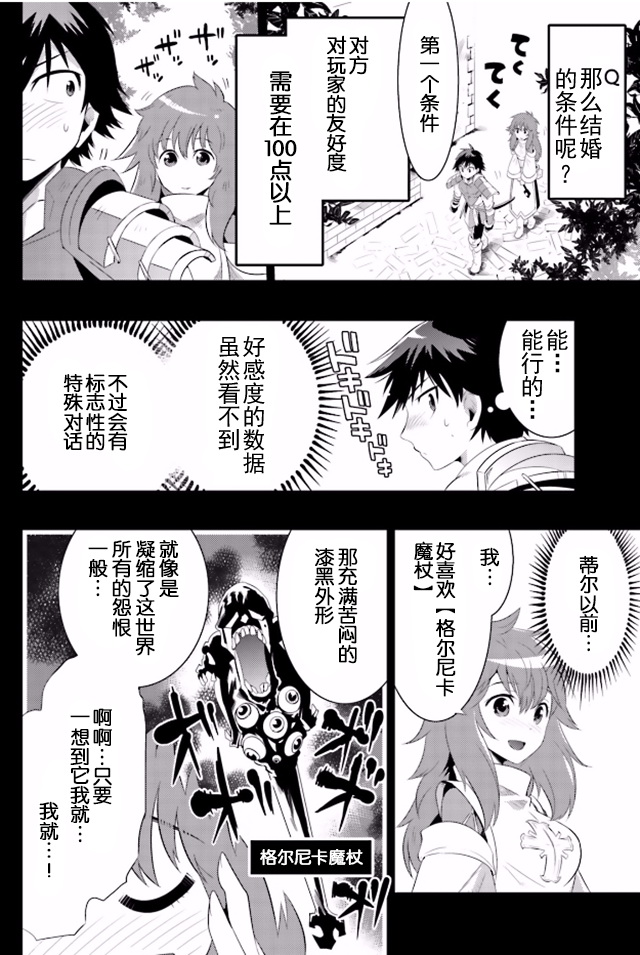 Q
那么结婚
的条件呢？
てくてく
第一个条件
对方
对玩家的友好度
需要在100点以上
能…
能行的…
ドキドキドキ
好感度的数据
虽然看不到
不过会有
标志性的
特殊对话
蒂尔以前…
我…
好喜欢【格尔尼卡
魔杖】
那充满苦闷的
漆黑外形
就像是
凝缩了这世界
所有的怨恨
一般…
格尔尼卡魔杖
啊啊…只要
一想到它我就…
我就…！